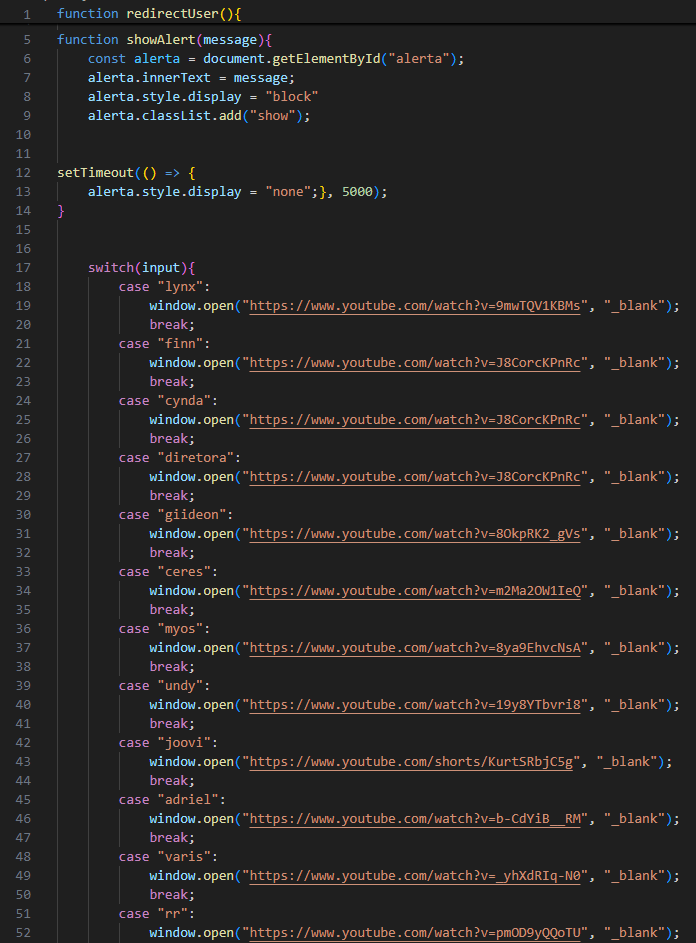 1 function redirectUser(){
5 function showAlert(message){
6 const alerta = document.getElementById("alerta");
7 alerta.innerText = message;
8 alerta.style.display = "block"
9 alerta.classList.add("show");
10
11
12 setTimeout(() => {
13 alerta.style.display = "none";}, 5000);
14 }
15
16
17 switch(input){
18 case "lynx":
19 window.open("https://www.youtube.com/watch?v=9mwTQV1KBMs", "_blank");
20 break;
21 case "finn":
22 window.open("https://www.youtube.com/watch?v=J8CorcKPnRc", "_blank");
23 break;
24 case "cynda":
25 window.open("https://www.youtube.com/watch?v=J8CorcKPnRc", "_blank");
26 break;
27 case "diretora":
28 window.open("https://www.youtube.com/watch?v=J8CorcKPnRc", "_blank");
29 break;
30 case "giideon":
31 window.open("https://www.youtube.com/watch?v=8OkpRK2_gVs", "_blank");
32 break;
33 case "ceres":
34 window.open("https://www.youtube.com/watch?v=m2Ma2OW1IeQ", "_blank");
35 break;
36 case "myos":
37 window.open("https://www.youtube.com/watch?v=8ya9EhvcNsA", "_blank");
38 break;
39 case "undy":
40 window.open("https://www.youtube.com/watch?v=19y8YTbvri8", "_blank");
41 break;
42 case "joovi":
43 window.open("https://www.youtube.com/shorts/KurtSRbjC5g", "_blank");
44 break;
45 case "adriel":
46 window.open("https://www.youtube.com/watch?v=b-CdYiB__RM", "_blank");
47 break;
48 case "varis":
49 window.open("https://www.youtube.com/watch?v=_yhXdRIq-N0", "_blank");
50 break;
51 case "rr":
52 window.open("https://www.youtube.com/watch?v=pmOD9yQQoTU", "_blank");